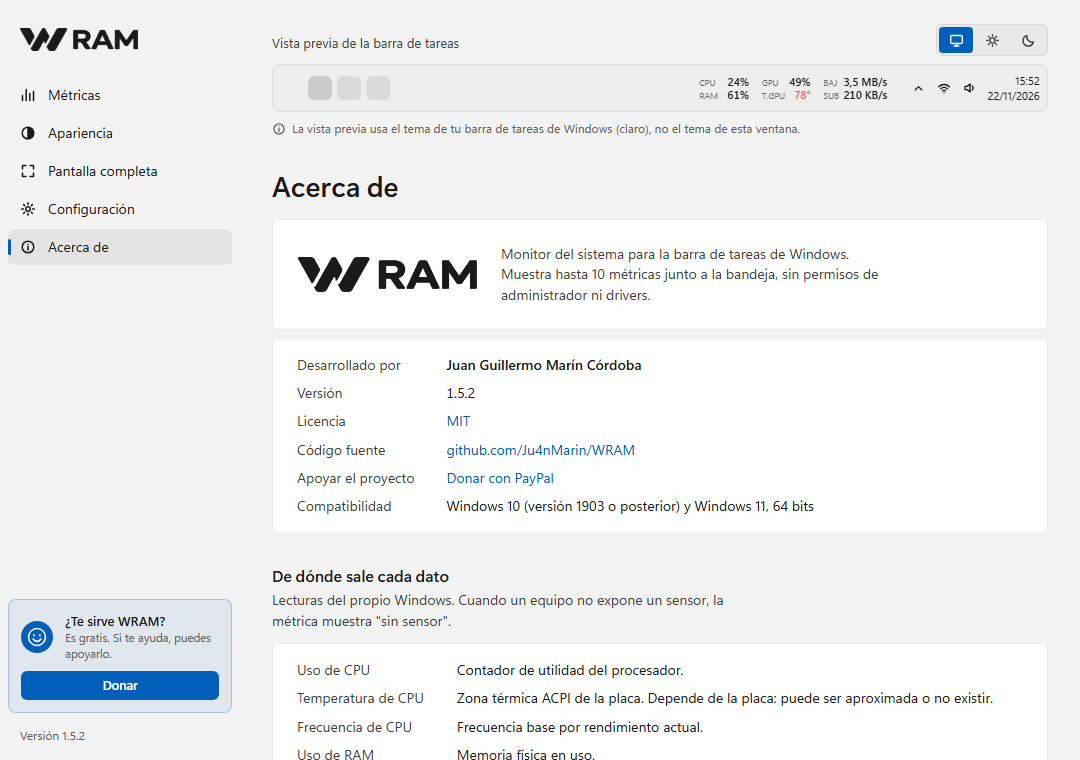 WRAM
Métricas
Apariencia
Pantalla completa
Configuración
Acerca de
¿Te sirve WRAM?
Es gratis. Si te ayuda, puedes
apoyarlo.
Donar
Versión 1.5.2
Vista previa de la barra de tareas
CPU 24% GPU 49% BAJ 3,5 MB/s
RAM 61% T.GPU 78° SUB 210 KB/s
15:52
22/11/2026
La vista previa usa el tema de tu barra de tareas de Windows (claro), no el tema de esta ventana.
Acerca de
WRAM
Monitor del sistema para la barra de tareas de Windows.
Muestra hasta 10 métricas junto a la bandeja, sin permisos de
administrador ni drivers.
Desarrollado por Juan Guillermo Marín Córdoba
Versión 1.5.2
Licencia MIT
Código fuente github.com/Ju4nMarin/WRAM
Apoyar el proyecto Donar con PayPal
Compatibilidad Windows 10 (versión 1903 o posterior) y Windows 11, 64 bits
De dónde sale cada dato
Lecturas del propio Windows. Cuando un equipo no expone un sensor, la
métrica muestra "sin sensor".
Uso de CPU Contador de utilidad del procesador.
Temperatura de CPU Zona térmica ACPI de la placa. Depende de la placa: puede ser aproximada o no existir.
Frecuencia de CPU Frecuencia base por rendimiento actual.
Uso de RAM Memoria física en uso.